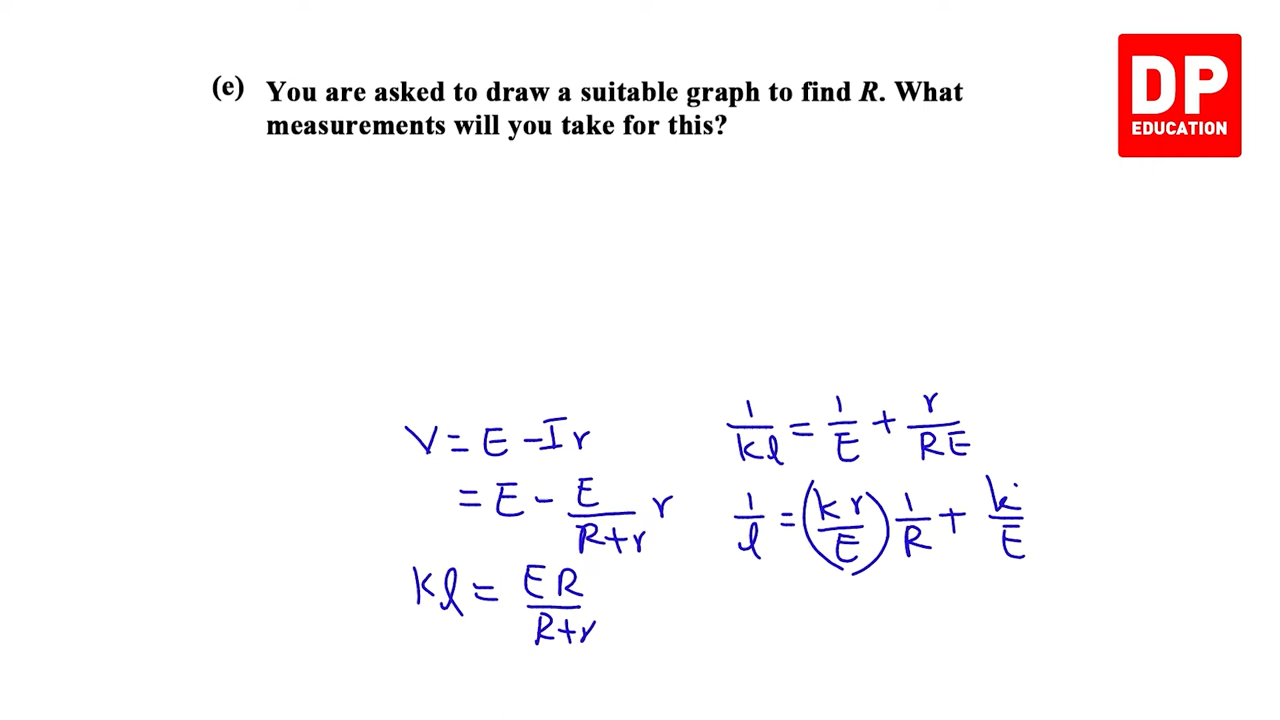 (e) You are asked to draw a suitable graph to find R. What
measurements will you take for this?
DP
EDUCATION
V = E - Ir
= E - E/(R+r) r
Kl = ER/(R+r)
1/Kl = 1/E + r/RE
1/l = (kr/E) 1/R + k/E